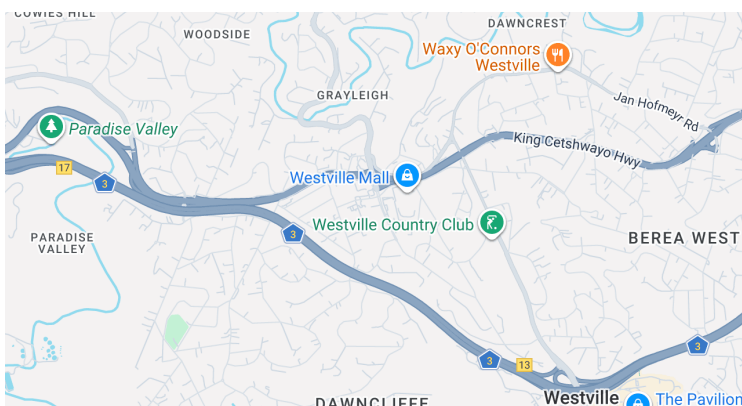 COWIES HILL
WOODSIDE
DAWNCREST
Waxy O'Connors
Westville
GRAYLEIGH
Jan Hofmeyr Rd
Paradise Valley
King Cetshwayo Hwy
17
3
Westville Mall
Westville Country Club
3
PARADISE
VALLEY
BEREA WEST
3
3
13
DAWNCLIFFE
Westville
The Pavilion